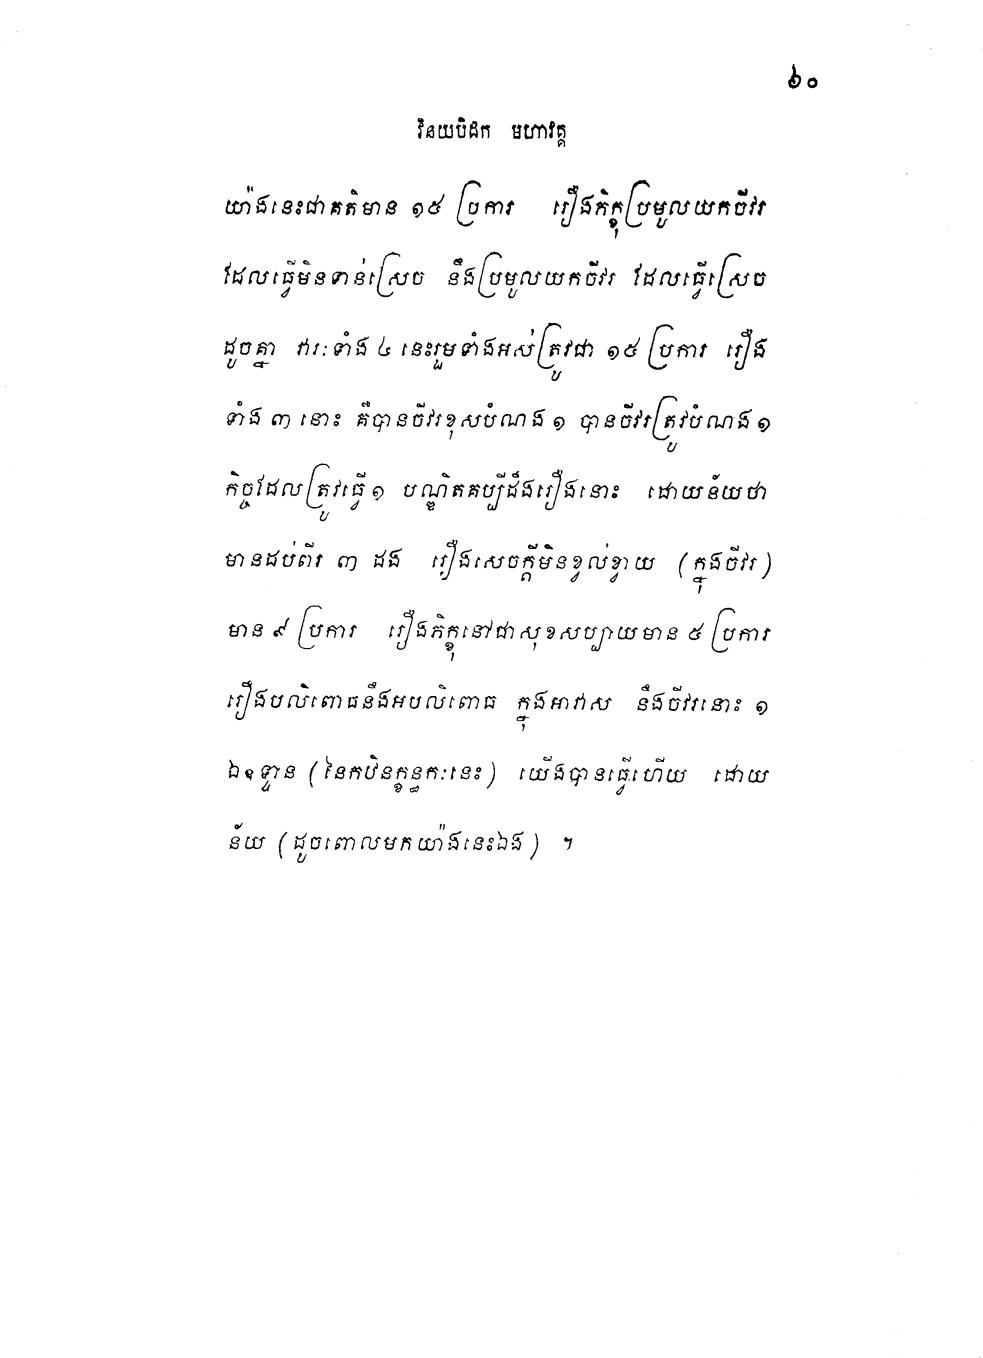 ៦០
វិនយបិដក មហាវគ្គ
យ៉ាងនេះជាគតិមាន ១៥ ប្រការ រឿងភិក្ខុប្រមូលយកចីវរ
ដែលធ្វើមិនទាន់ស្រេច នឹងប្រមូលយកចីវរ ដែលធ្វើស្រេច
ដូចគ្នា វារៈទាំង ៤ នេះរួមទាំងអស់ត្រូវជា ១៥ ប្រការ រឿង
ទាំង ៣ នោះ គឺបានចីវរខុសបំណង ១ បានចីវរត្រូវបំណង ១
កិច្ចដែលត្រូវធ្វើ ១ បណ្ឌិតគប្បីដឹងរឿងនោះ ដោយន័យថា
មានដប់ពីរ ៣ ដង រឿងសេចក្តីមិនខ្វល់ខ្វាយ (ក្នុងចីវរ)
មាន ៩ ប្រការ រឿងភិក្ខុនៅជាសុខសប្បាយមាន ៥ ប្រការ
រឿងបលិពោធនឹងអបលិពោធ ក្នុងអាវាស នឹងចីវរនោះ ១
ឯឧទ្ទាន (នៃកឋិនក្ខន្ធកៈនេះ) យើងបានធ្វើហើយ ដោយ
ន័យ (ដូចពោលមកយ៉ាងនេះឯង) ។